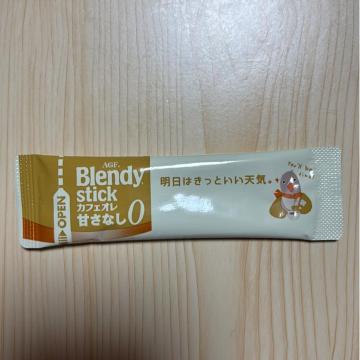 AGF
Blendy
stick
カフェオレ
甘さなし0
OPEN
明日はきっといい天気。